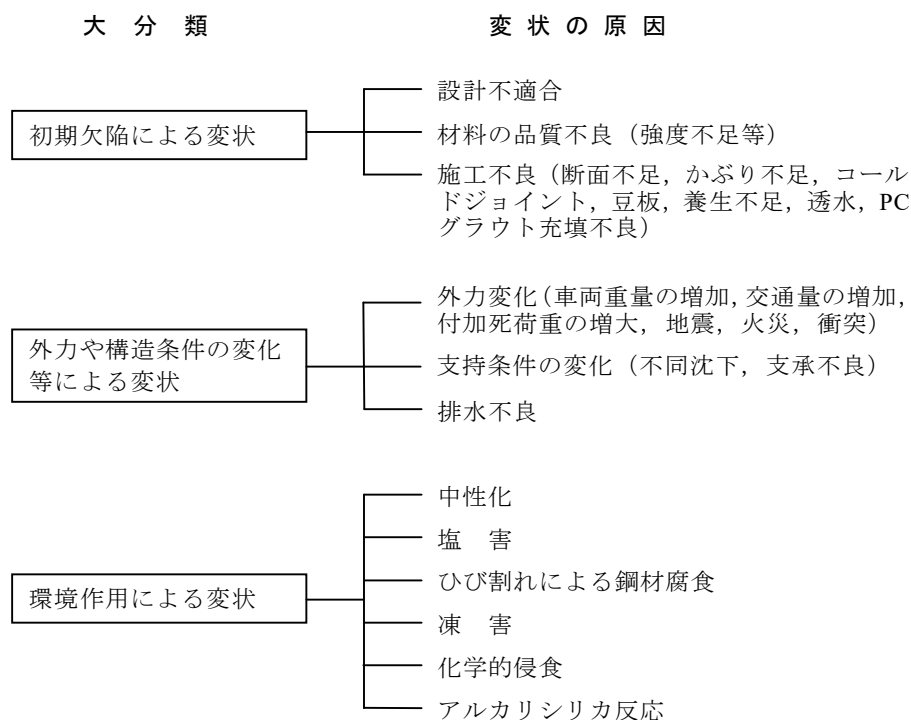 大　分　類
変 状 の 原 因
初期欠陥による変状
設計不適合
材料の品質不良（強度不足等）
施工不良（断面不足，かぶり不足，コール
ドジョイント，豆板，養生不足，透水，PC
グラウト充填不良）
外力や構造条件の変化
等による変状
外力変化（車両重量の増加，交通量の増加，
付加死荷重の増大，地震，火災，衝突）
支持条件の変化（不同沈下，支承不良）
排水不良
環境作用による変状
中性化
塩　害
ひび割れによる鋼材腐食
凍　害
化学的侵食
アルカリシリカ反応